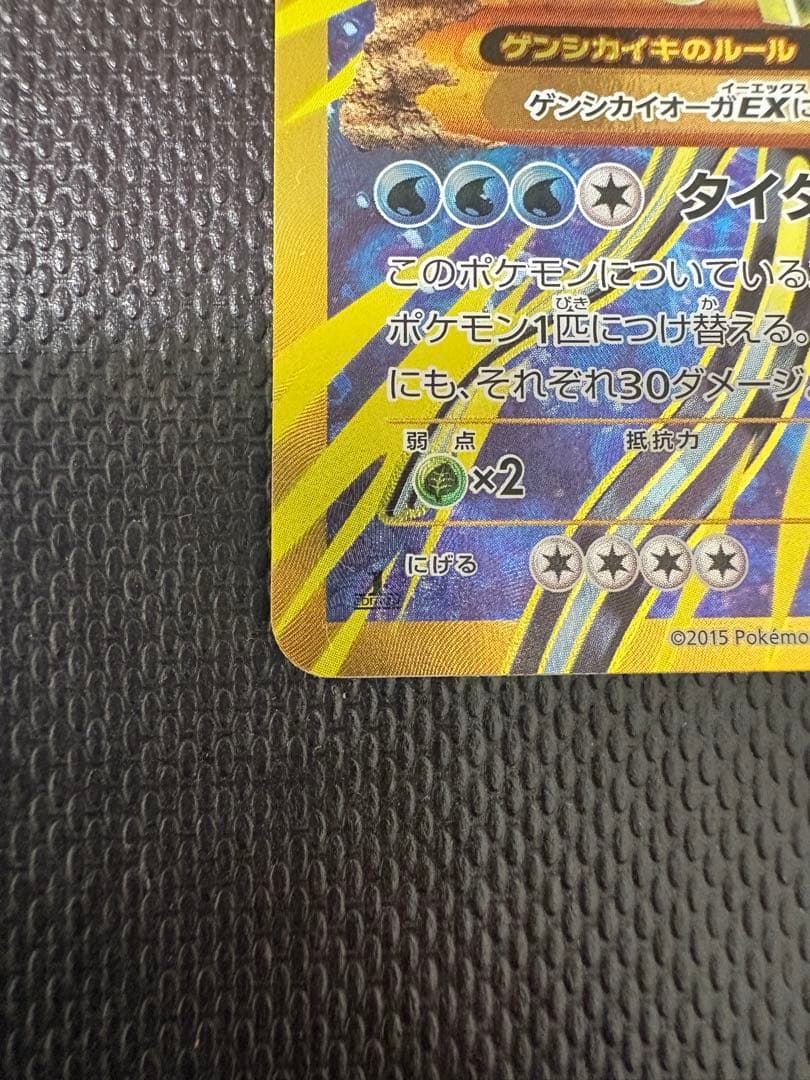 ゲンシカイキのルール
イーエックス
ゲンシカイオーガEXに
タイダ
このポケモンについている
びき か
ポケモン1匹につけ替える。
にも、それぞれ30ダメージ
弱点 抵抗力
×2
にげる
1
EDITION
©2015 Pokémon